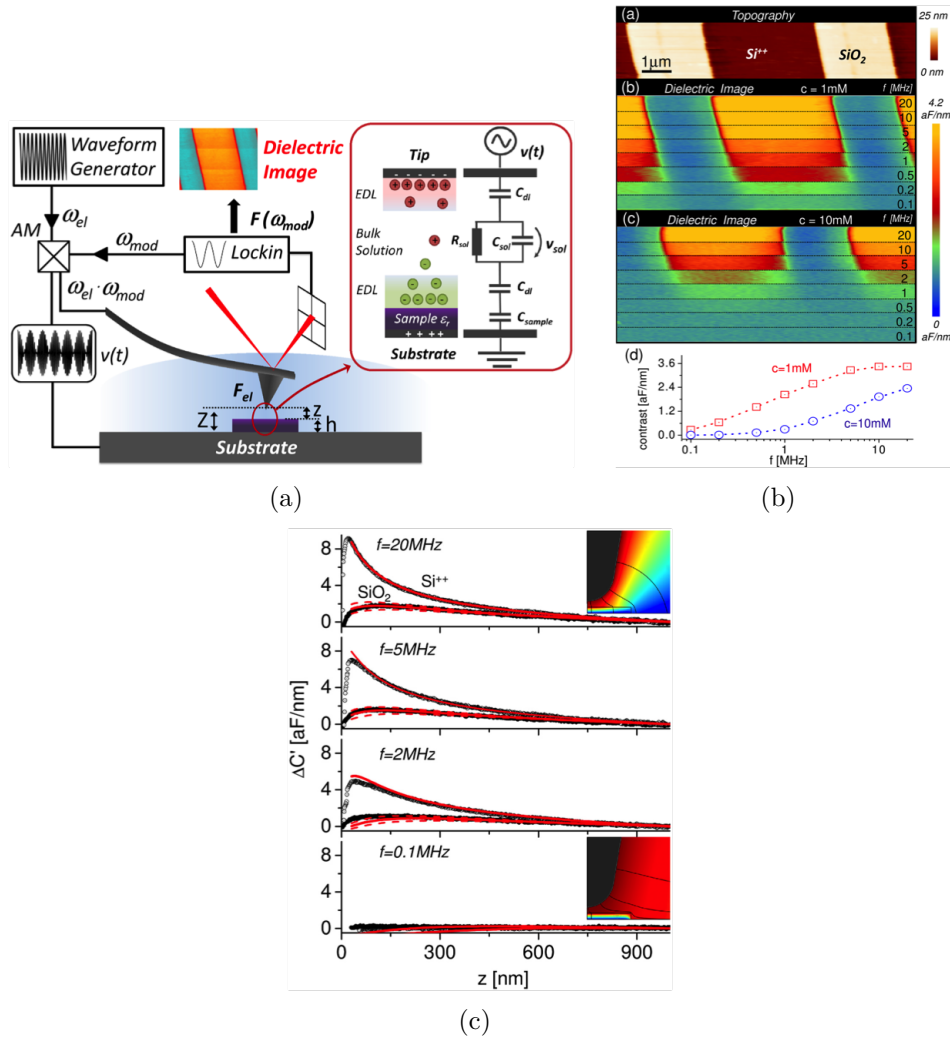 Waveform
Generator
ω_el
AM
ω_mod
ω_el · ω_mod
v(t)
Dielectric
Image
F(ω_mod)
Lockin
F_el
Z
z
h
Substrate
Tip
EDL
Bulk
Solution
EDL
Sample ε_r
+ + + +
Substrate
v(t)
C_dl
R_sol
C_sol
v_sol
C_dl
C_sample
(a)
(a) Topography
Si⁺⁺
SiO₂
1μm
25 nm
0 nm
(b) Dielectric Image c = 1mM f [MHz]
20
10
5
2
1
0.5
0.2
0.1
(c) Dielectric Image c = 10mM f [MHz]
20
10
5
2
1
0.5
0.2
0.1
4.2
aF/nm
0
aF/nm
(d)
contrast [aF/nm]
3.6
2.4
1.2
0.0
c=1mM
c=10mM
0.1 1 10
f [MHz]
(b)
ΔC' [aF/nm]
f=20MHz
8
4
0
SiO₂
Si⁺⁺
f=5MHz
8
4
0
f=2MHz
8
4
0
f=0.1MHz
8
4
0
0 300 600 900
z [nm]
(c)